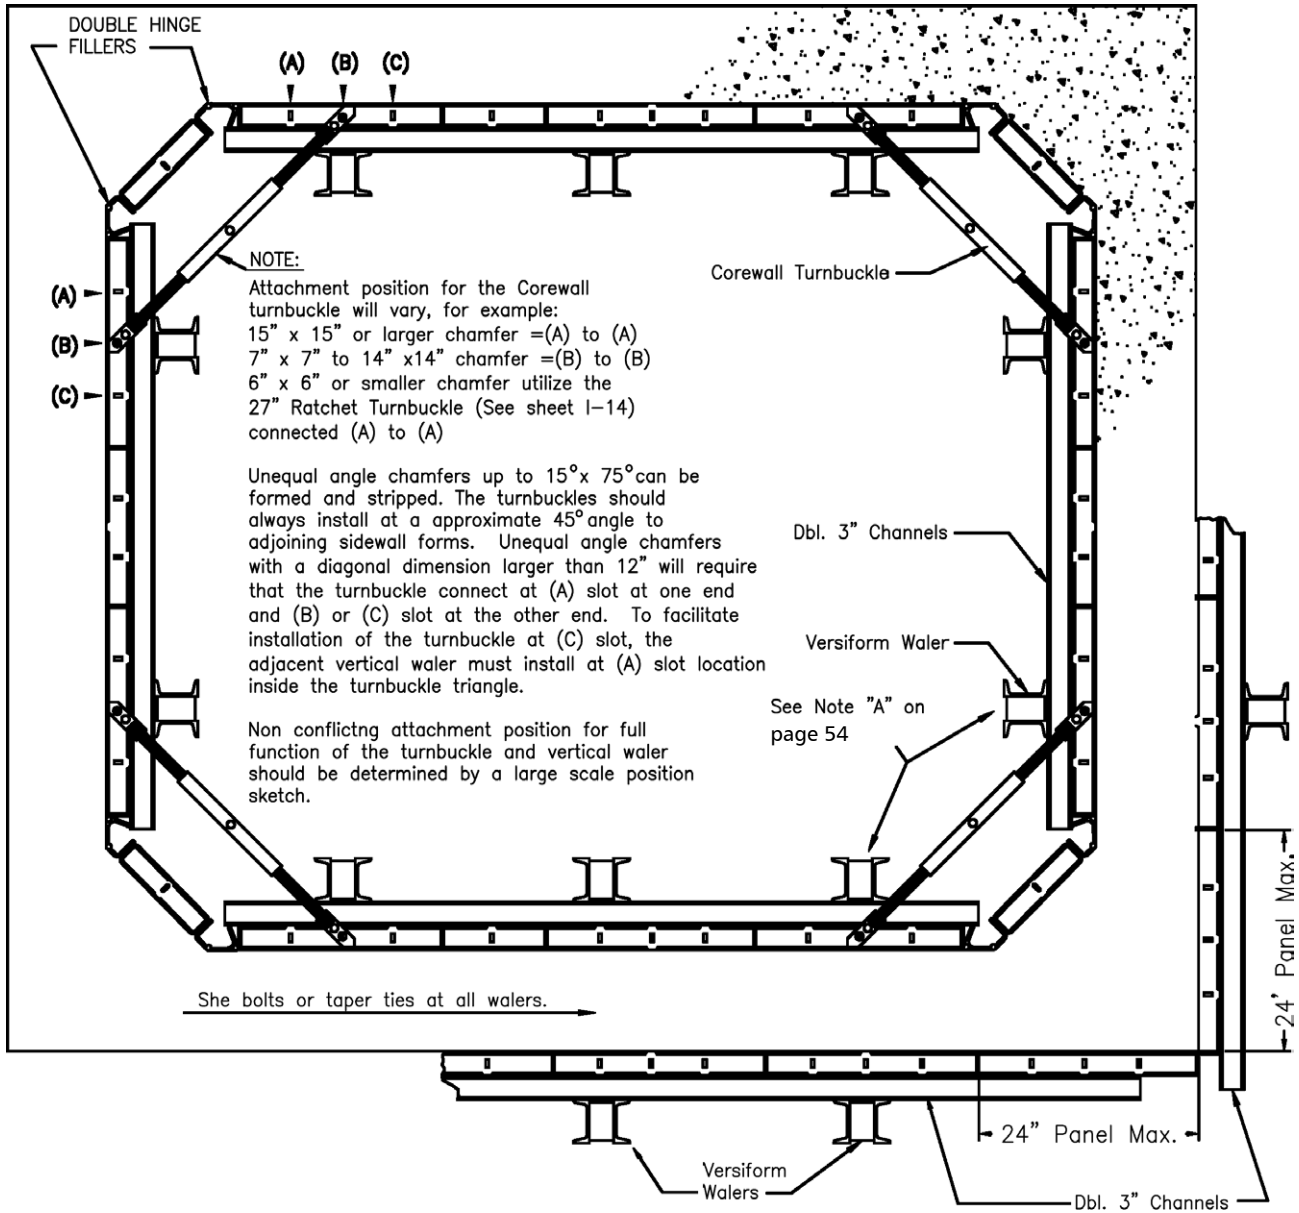 DOUBLE HINGE
FILLERS
(A) (B) (C)
(A)
(B)
(C)
NOTE:
Attachment position for the Corewall
turnbuckle will vary, for example:
15" x 15" or larger chamfer =(A) to (A)
7" x 7" to 14" x14" chamfer =(B) to (B)
6" x 6" or smaller chamfer utilize the
27" Ratchet Turnbuckle (See sheet I-14)
connected (A) to (A)
Unequal angle chamfers up to 15°x 75°can be
formed and stripped. The turnbuckles should
always install at a approximate 45°angle to
adjoining sidewall forms. Unequal angle chamfers
with a diagonal dimension larger than 12" will require
that the turnbuckle connect at (A) slot at one end
and (B) or (C) slot at the other end. To facilitate
installation of the turnbuckle at (C) slot, the
adjacent vertical waler must install at (A) slot location
inside the turnbuckle triangle.
Non conflictng attachment position for full
function of the turnbuckle and vertical waler
should be determined by a large scale position
sketch.
Corewall Turnbuckle
Dbl. 3" Channels
Versiform Waler
See Note "A" on
page 54
24' Panel Max.
She bolts or taper ties at all walers.
24" Panel Max.
Versiform
Walers
Dbl. 3" Channels